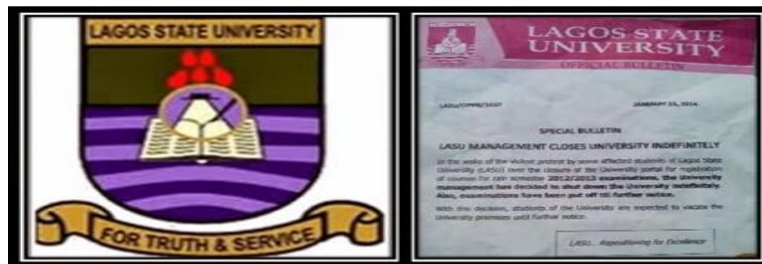 LAGOS STATE UNIVERSITY
FOR TRUTH & SERVICE
LAGOS STATE
UNIVERSITY
OFFICIAL BULLETIN
JANUARY 23, 2014
SPECIAL BULLETIN
LASU MANAGEMENT CLOSES UNIVERSITY INDEFINITELY
In the wake of the violent protest by some affected students of Lagos State
University (LASU) over the closure of the University portal for registration
of courses for rain semester 2012/2013 examinations, the University
management has decided to shut down the University indefinitely.
Also, examinations have been put off till further notice.
With this decision, students of the University are expected to vacate the
University premises until further notice.
LASU... Repositioning for Excellence